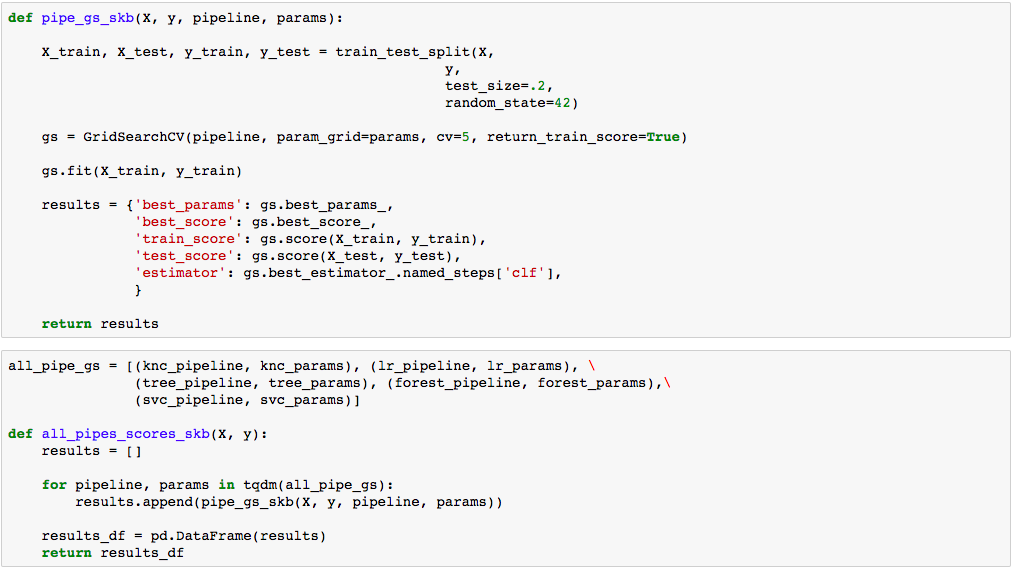 def pipe_gs_skb(X, y, pipeline, params):
    X_train, X_test, y_train, y_test = train_test_split(X,
                                                    y,
                                                    test_size=.2,
                                                    random_state=42)
    gs = GridSearchCV(pipeline, param_grid=params, cv=5, return_train_score=True)
    gs.fit(X_train, y_train)
    results = {'best_params': gs.best_params_,
               'best_score': gs.best_score_,
               'train_score': gs.score(X_train, y_train),
               'test_score': gs.score(X_test, y_test),
               'estimator': gs.best_estimator_.named_steps['clf'],
               }
    return results
all_pipe_gs = [(knc_pipeline, knc_params), (lr_pipeline, lr_params), \
               (tree_pipeline, tree_params), (forest_pipeline, forest_params),\
               (svc_pipeline, svc_params)]
def all_pipes_scores_skb(X, y):
    results = []
    for pipeline, params in tqdm(all_pipe_gs):
        results.append(pipe_gs_skb(X, y, pipeline, params))
    results_df = pd.DataFrame(results)
    return results_df